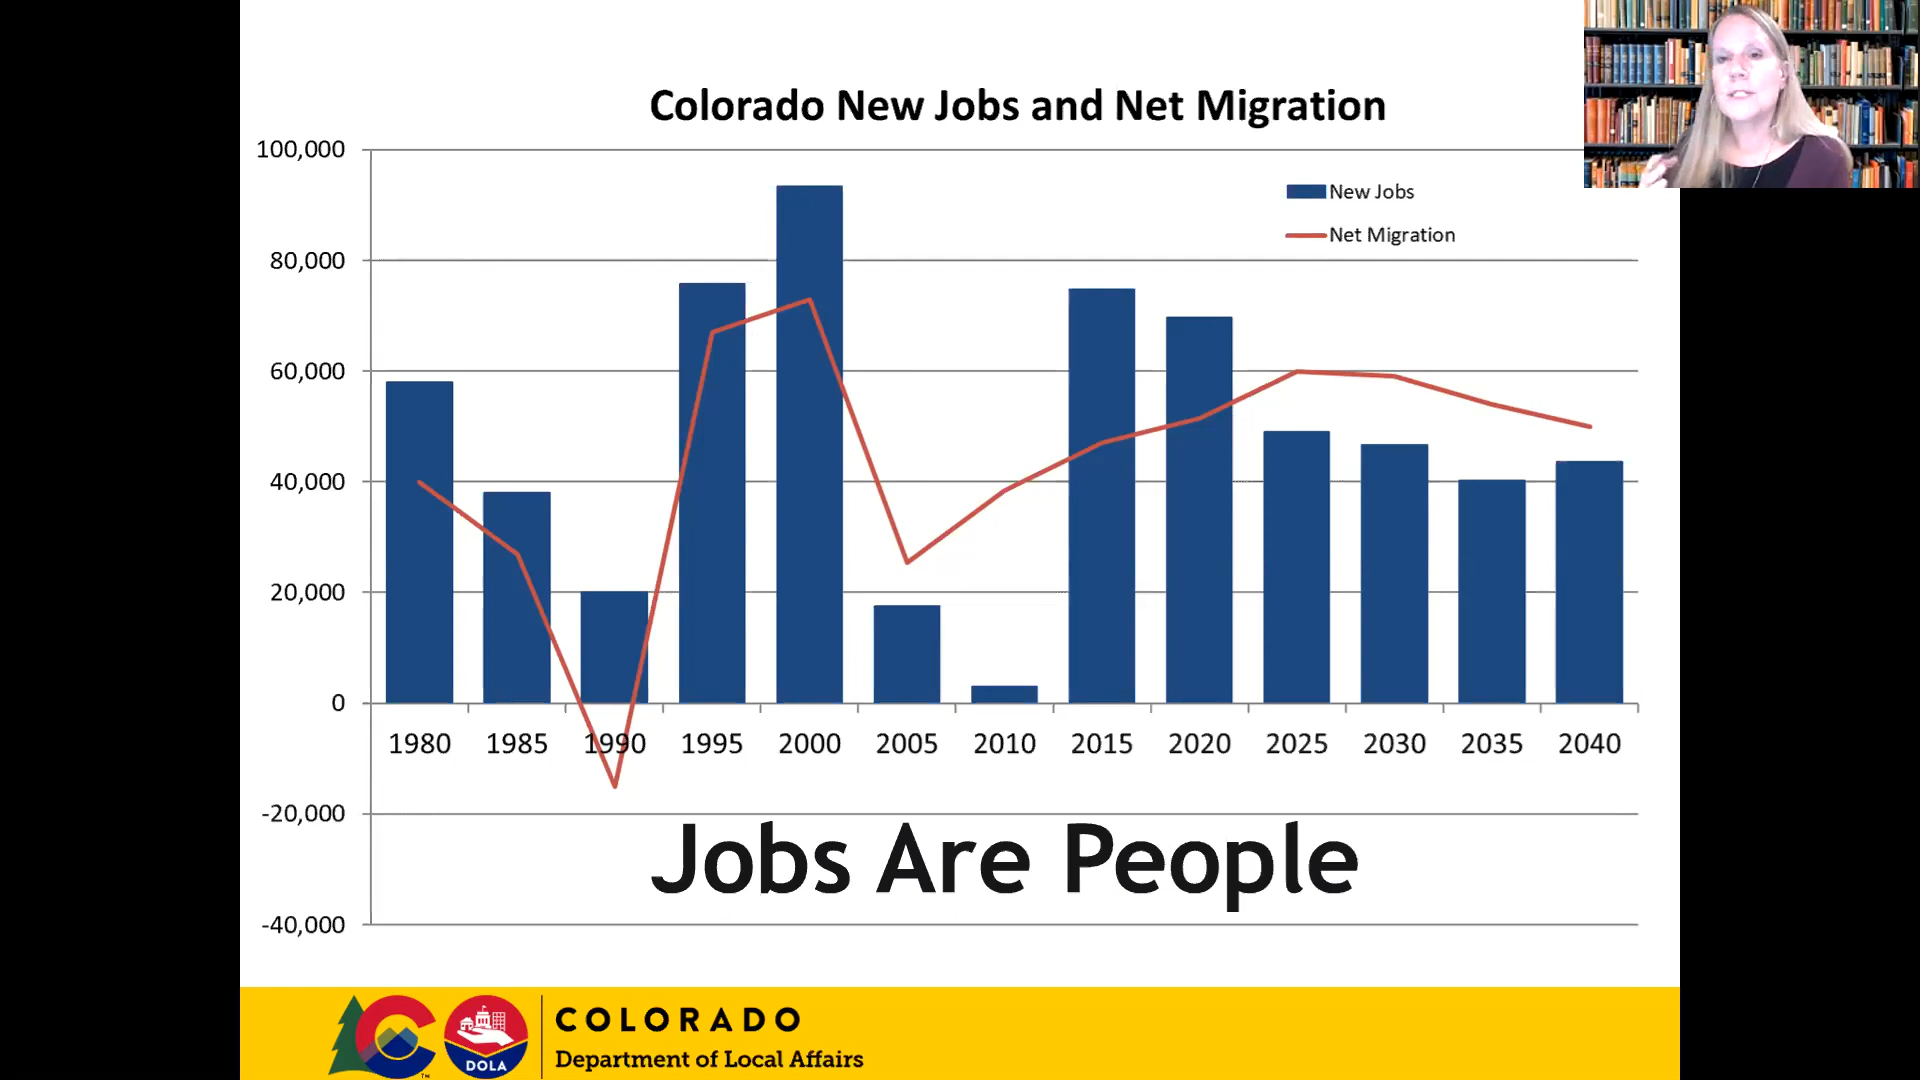 Colorado New Jobs and Net Migration
100,000
80,000
60,000
40,000
20,000
0
-20,000
-40,000
New Jobs
Net Migration
1980 1985 1990 1995 2000 2005 2010 2015 2020 2025 2030 2035 2040
Jobs Are People
DOLA
TM
COLORADO
Department of Local Affairs